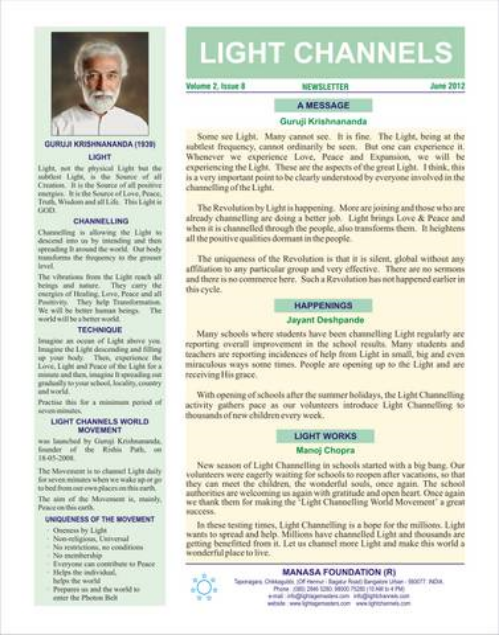 LIGHT CHANNELS
Volume 2, Issue 8
NEWSLETTER
June 2012
GURUJI KRISHNANANDA (1939)
LIGHT
Light, not the physical Light but the
subtlest Light, is the Source of all
Creation. It is the Source of all positive
energies. It is the Source of Love, Peace,
Truth, Wisdom and all Life. This Light is
GOD.
CHANNELLING
Channelling is allowing the Light to
descend into us by intending and then
spreading It around the world. Our body
transforms the frequency to the grosser
level.
The vibrations from the Light reach all
beings and nature. They carry the
energies of Healing, Love, Peace and all
Positivity. They help Transformation.
We will be better human beings. The
world will be a better world.
TECHNIQUE
Imagine an ocean of Light above you.
Imagine the Light descending and filling
up your body. Then, experience the
Love, Light and Peace of the Light for a
minute and then, imagine It spreading out
gradually to your school, locality, country
and world.
Practise this for a minimum period of
seven minutes.
LIGHT CHANNELS WORLD
MOVEMENT
was launched by Guruji Krishnananda,
founder of the Rishis Path, on
18-05-2008.
The Movement is to channel Light daily
for seven minutes when we wake up or go
to bed from our own places on this earth.
The aim of the Movement is, mainly,
Peace on this earth.
UNIQUENESS OF THE MOVEMENT
· Oneness by Light
· Non-religious, Universal
· No restrictions, no conditions
· No membership
· Everyone can contribute to Peace
· Helps the individual,
helps the world
· Prepares us and the world to
enter the Photon Belt
A MESSAGE
Guruji Krishnananda
Some see Light. Many cannot see. It is fine. The Light, being at the
subtlest frequency, cannot ordinarily be seen. But one can experience it.
Whenever we experience Love, Peace and Expansion, we will be
experiencing the Light. These are the aspects of the great Light. I think, this
is a very important point to be clearly understood by everyone involved in the
channelling of the Light.
The Revolution by Light is happening. More are joining and those who are
already channelling are doing a better job. Light brings Love & Peace and
when it is channelled through the people, also transforms them. It heightens
all the positive qualities dormant in the people.
The uniqueness of the Revolution is that it is silent, global without any
affiliation to any particular group and very effective. There are no sermons
and there is no commerce here. Such a Revolution has not happened earlier in
this cycle.
HAPPENINGS
Jayant Deshpande
Many schools where students have been channelling Light regularly are
reporting overall improvement in the school results. Many students and
teachers are reporting incidences of help from Light in small, big and even
miraculous ways some times. People are opening up to the Light and are
receiving His grace.
With opening of schools after the summer holidays, the Light Channelling
activity gathers pace as our volunteers introduce Light Channelling to
thousands of new children every week.
LIGHT WORKS
Manoj Chopra
New season of Light Channelling in schools started with a big bang. Our
volunteers were eagerly waiting for schools to reopen after vacations, so that
they can meet the children, the wonderful souls, once again. The school
authorities are welcoming us again with gratitude and open heart. Once again
we thank them for making the 'Light Channelling World Movement' a great
success.
In these testing times, Light Channelling is a hope for the millions. Light
wants to spread and help. Millions have channelled Light and thousands are
getting benefitted from it. Let us channel more Light and make this world a
wonderful place to live.
MANASA FOUNDATION (R)
Taponagara, Chikkagubbi, (Off Hennur - Bagalur Road) Bangalore Urban - 560077. INDIA.
Phone : (080) 2846 5280; 99000 75280 (10 AM to 4 PM)
e-mail : info@lightagemasters.com info@lightchannels.com
website : www.lightagemasters.com www.lightchannels.com